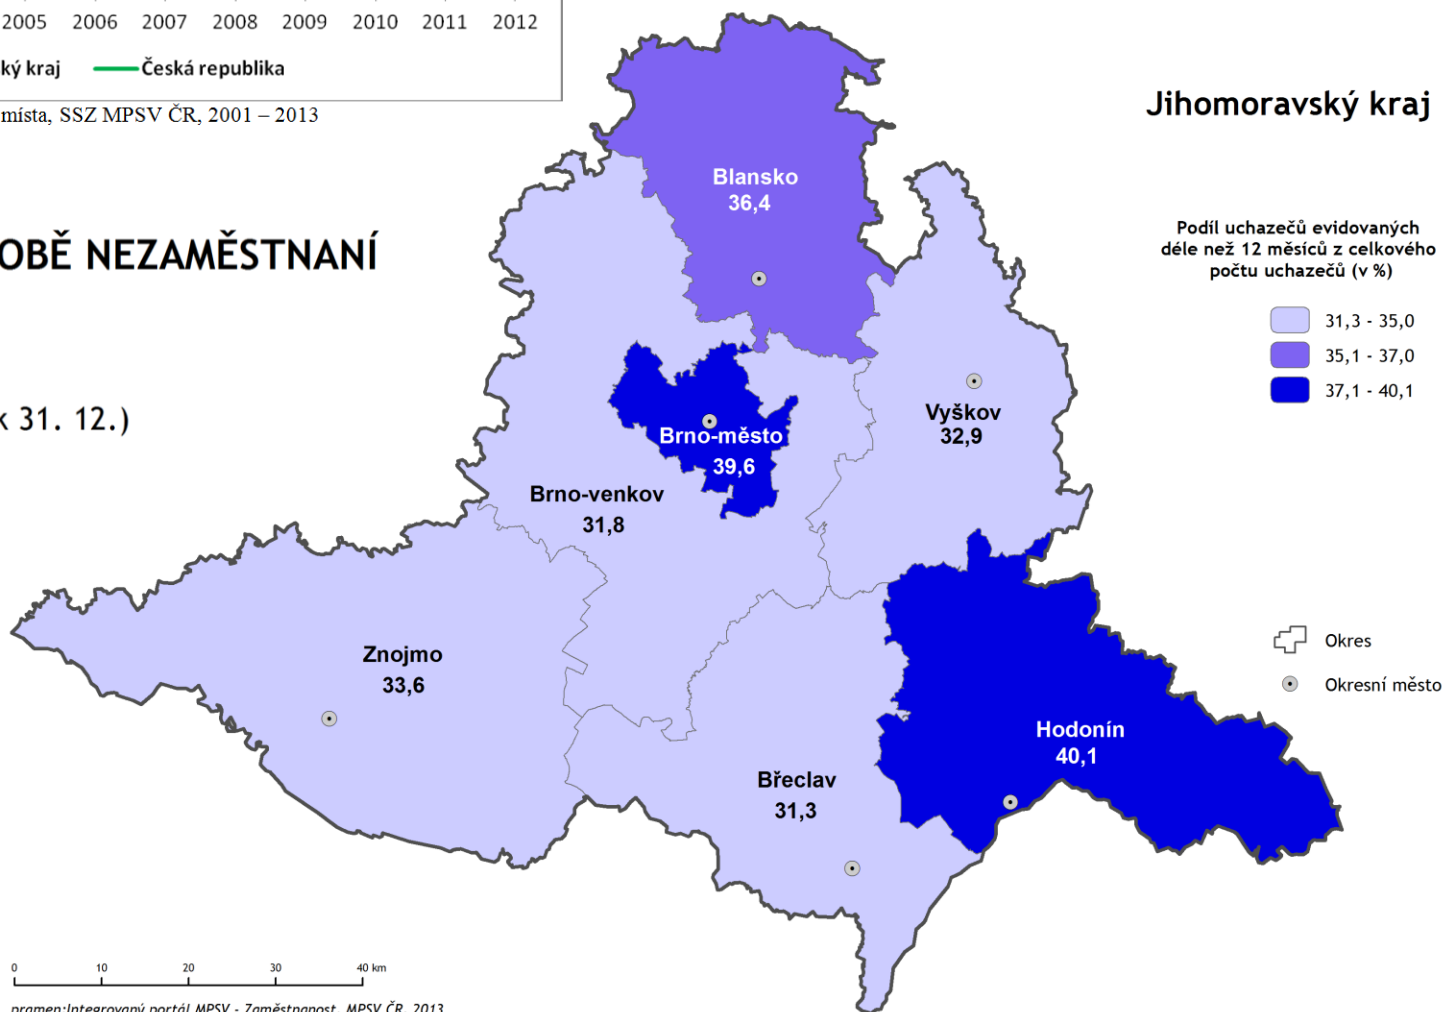 2005 2006 2007 2008 2009 2010 2011 2012
ký kraj Česká republika
místa, SSZ MPSV ČR, 2001 – 2013
Jihomoravský kraj
OBĚ NEZAMĚSTNANÍ
k 31. 12.)
Podíl uchazečů evidovaných
déle než 12 měsíců z celkového
počtu uchazečů (v %)
31,3 - 35,0
35,1 - 37,0
37,1 - 40,1
Blansko
36,4
Vyškov
32,9
Brno-město
39,6
Brno-venkov
31,8
Znojmo
33,6
Břeclav
31,3
Hodonín
40,1
Okres
Okresní město
0 10 20 30 40 km
pramen:Integrovaný portál MPSV - Zaměstnanost, MPSV ČR, 2013